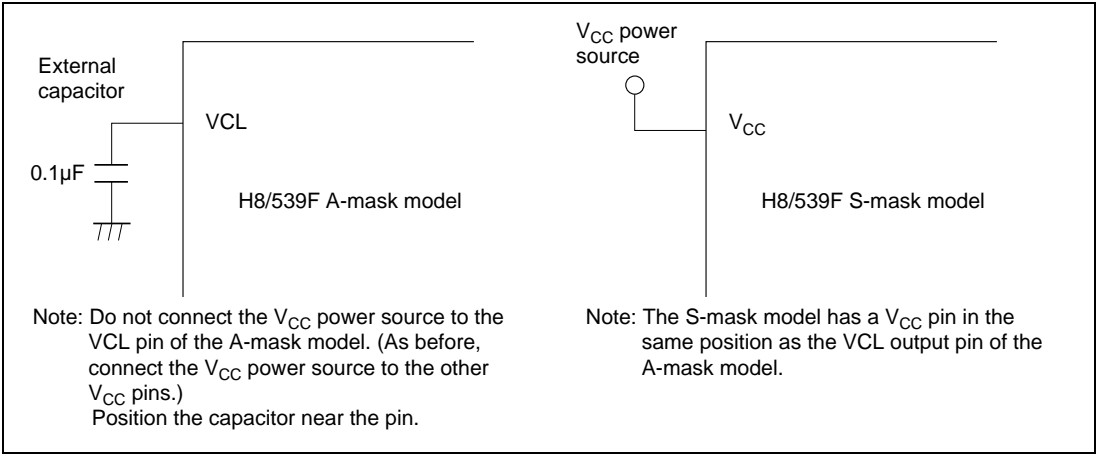 External
capacitor
VCL
0.1µF
H8/539F A-mask model
Note: Do not connect the VCC power source to the
VCL pin of the A-mask model. (As before,
connect the VCC power source to the other
VCC pins.)
Position the capacitor near the pin.
VCC power
source
VCC
H8/539F S-mask model
Note: The S-mask model has a VCC pin in the
same position as the VCL output pin of the
A-mask model.